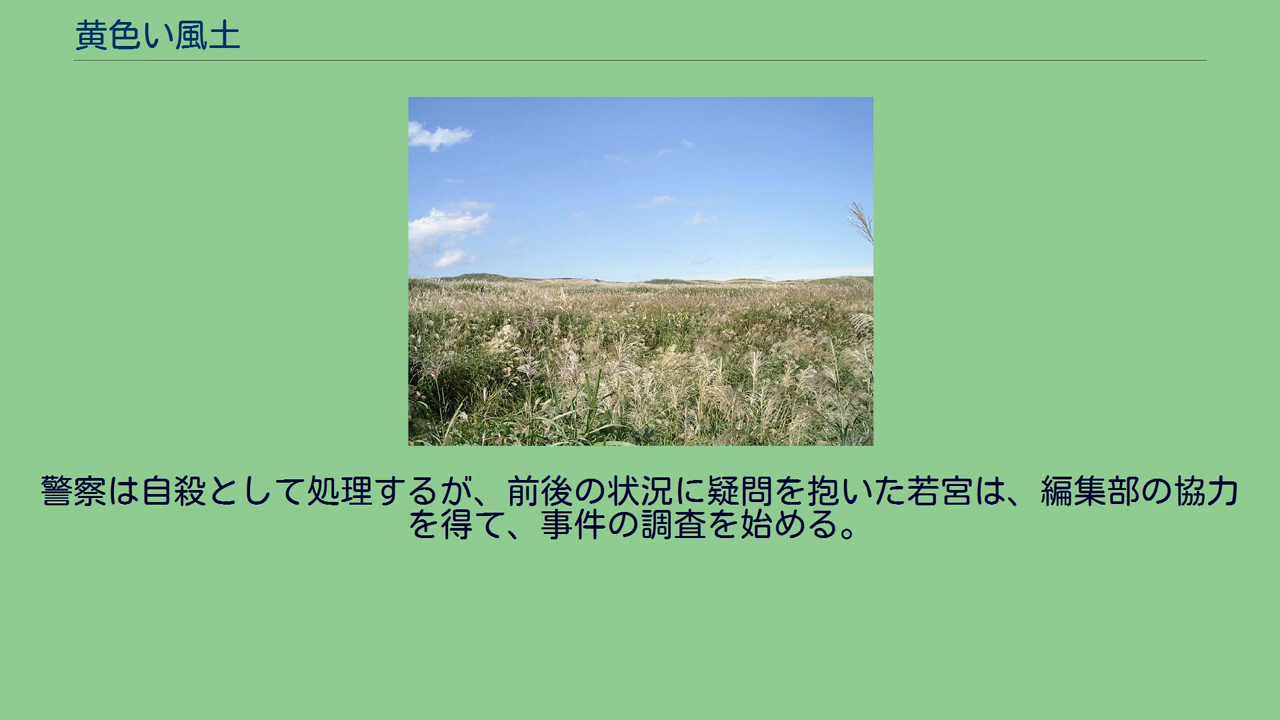 黄色い風土
警察は自殺として処理するが、前後の状況に疑問を抱いた若宮は、編集部の協力
を得て、事件の調査を始める。